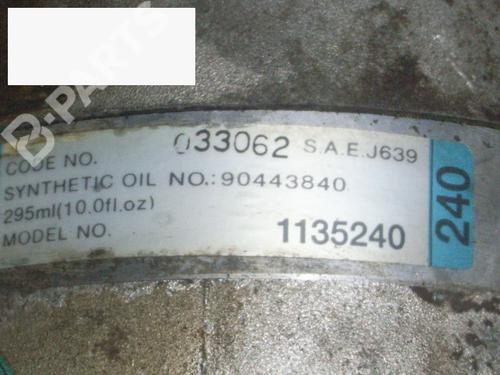 B-PARTS
CODE NO. 033062 S.A.E.J639
SYNTHETIC OIL NO.:90443840
295ml(10.0fl.oz)
MODEL NO. 1135240
240